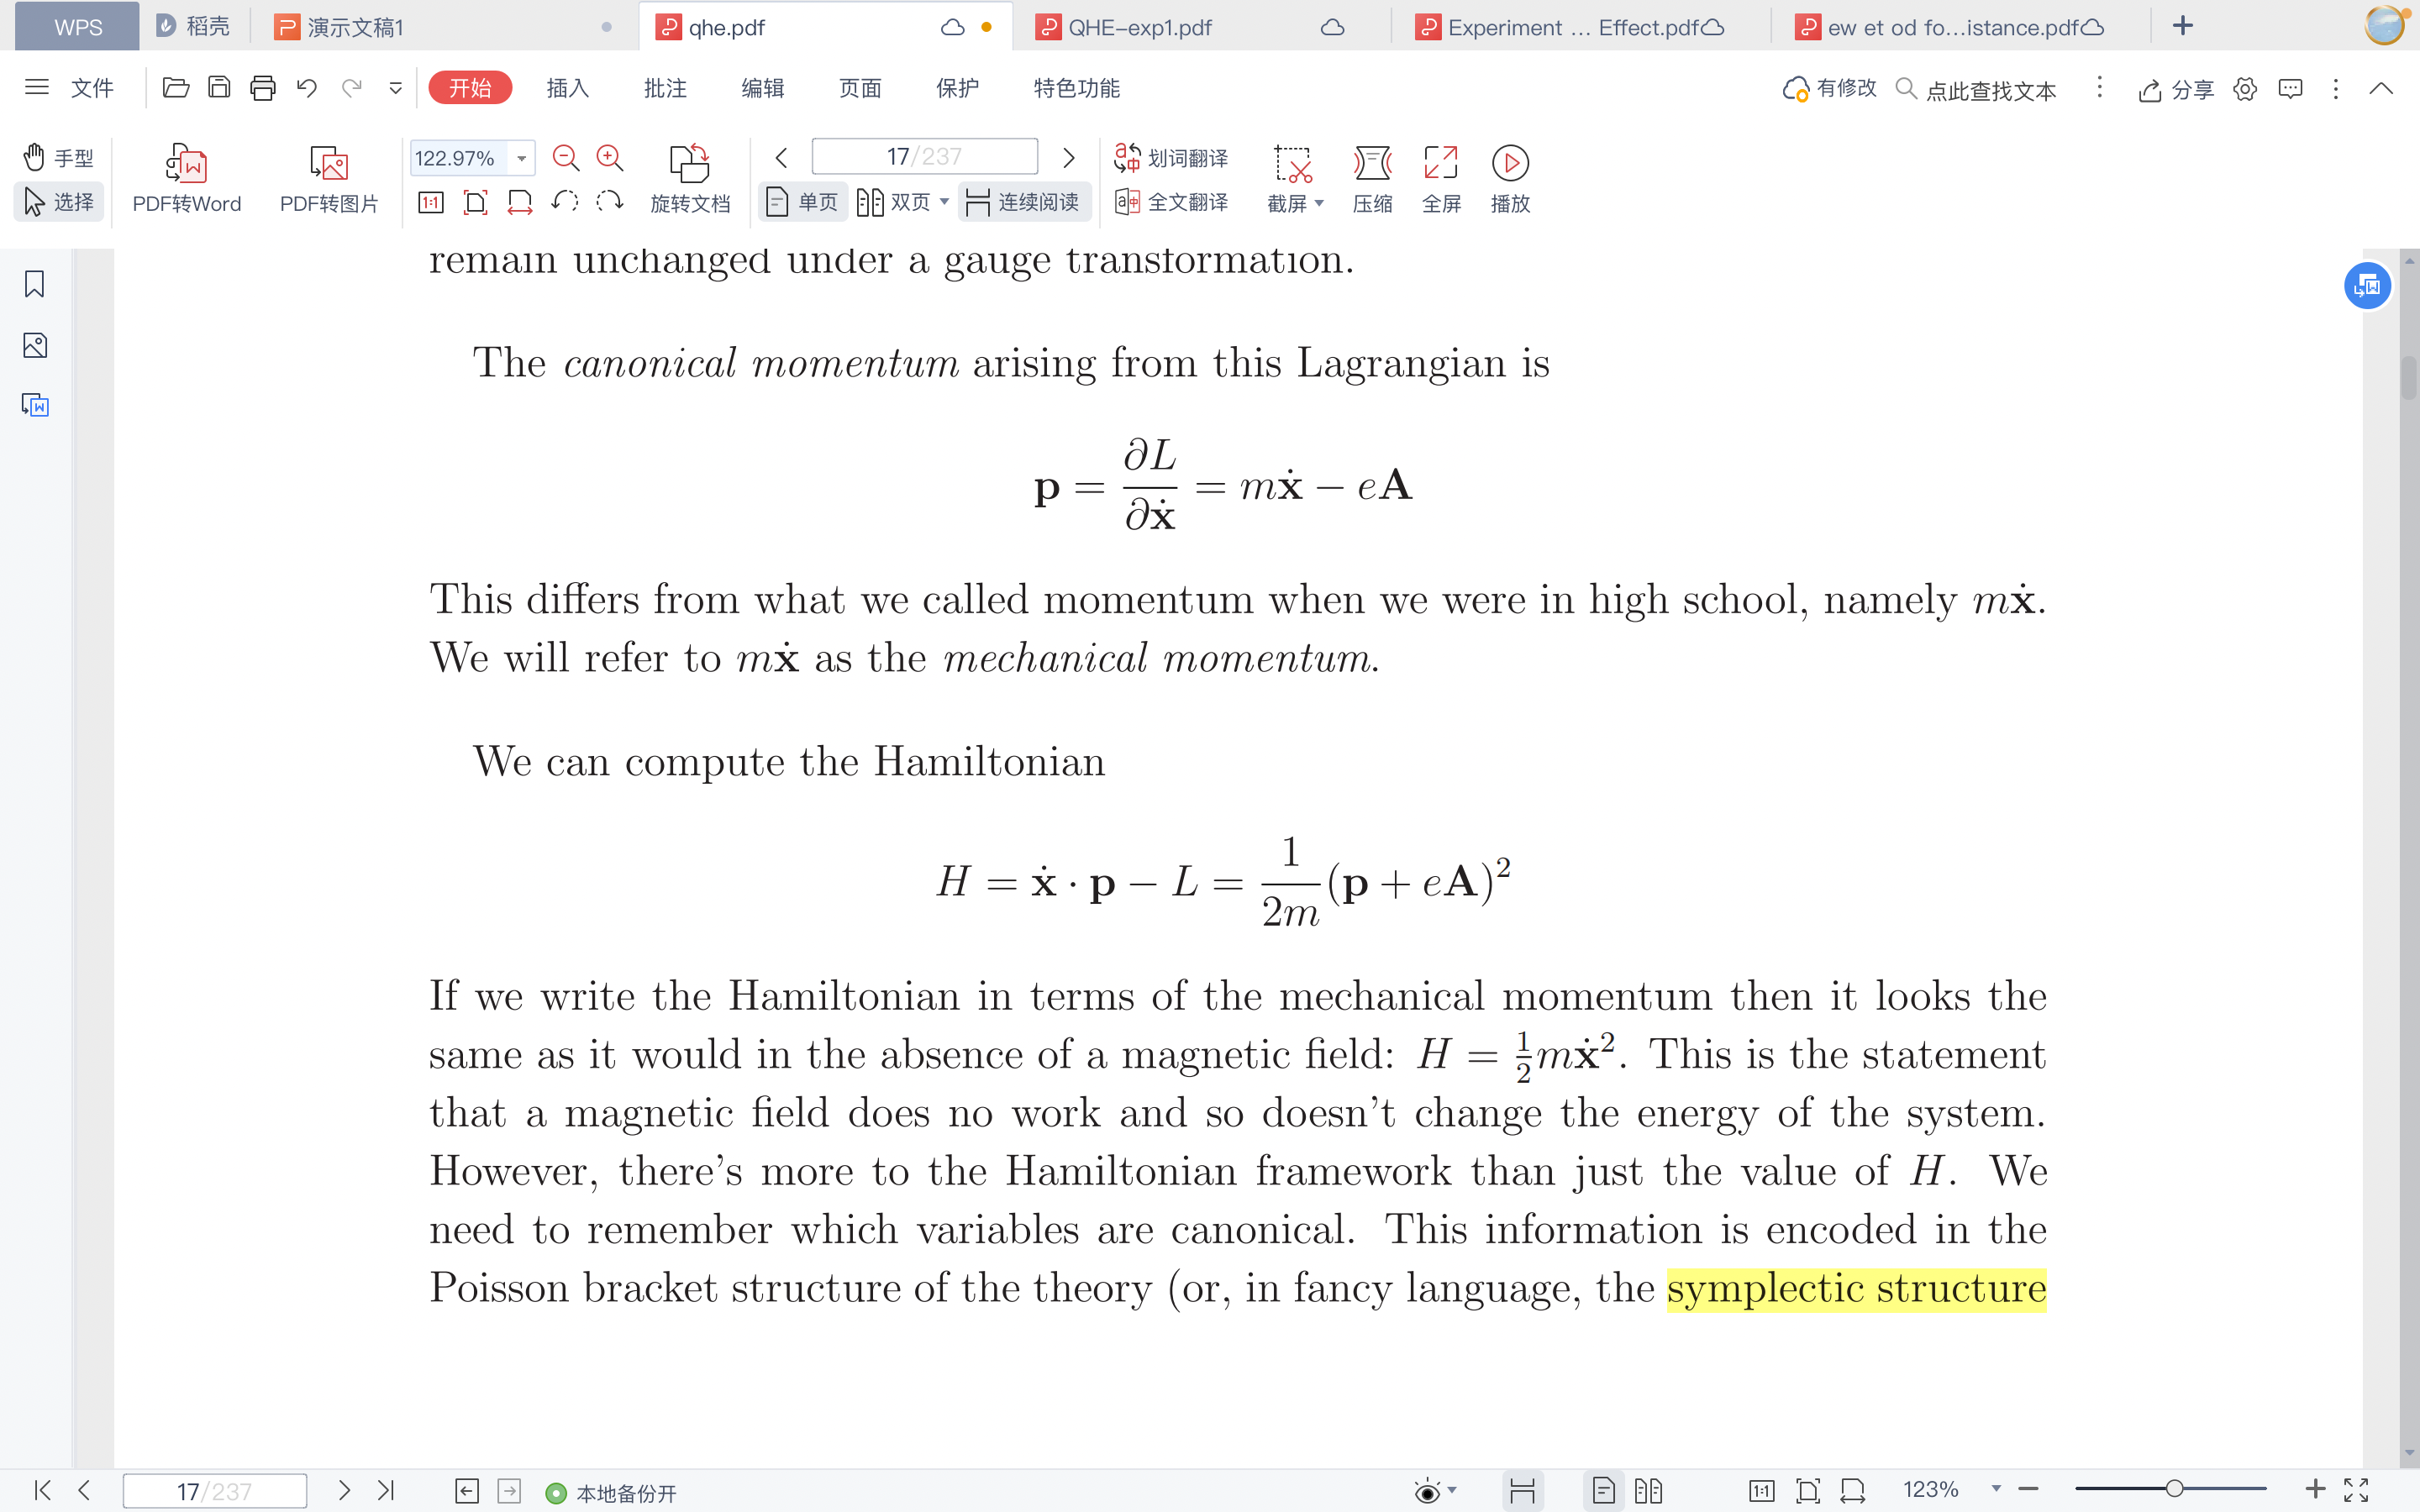 WPS 稻壳 演示文稿1 qhe.pdf QHE-exp1.pdf Experiment ... Effect.pdf ew et od fo...istance.pdf
文件 开始 插入 批注 编辑 页面 保护 特色功能 有修改 点此查找文本 分享
手型 122.97% 17/237 划词翻译
选择 PDF转Word PDF转图片 1:1 旋转文档 单页 双页 连续阅读 全文翻译 截屏 压缩 全屏 播放
remain unchanged under a gauge transformation.
The canonical momentum arising from this Lagrangian is
p = ∂L/∂ẋ = mẋ − eA
This differs from what we called momentum when we were in high school, namely mẋ.
We will refer to mẋ as the mechanical momentum.
We can compute the Hamiltonian
H = ẋ · p − L = 1/2m (p + eA)²
If we write the Hamiltonian in terms of the mechanical momentum then it looks the
same as it would in the absence of a magnetic field: H = ½mẋ². This is the statement
that a magnetic field does no work and so doesn't change the energy of the system.
However, there's more to the Hamiltonian framework than just the value of H. We
need to remember which variables are canonical. This information is encoded in the
Poisson bracket structure of the theory (or, in fancy language, the symplectic structure
17/237 本地备份开 1:1 123%